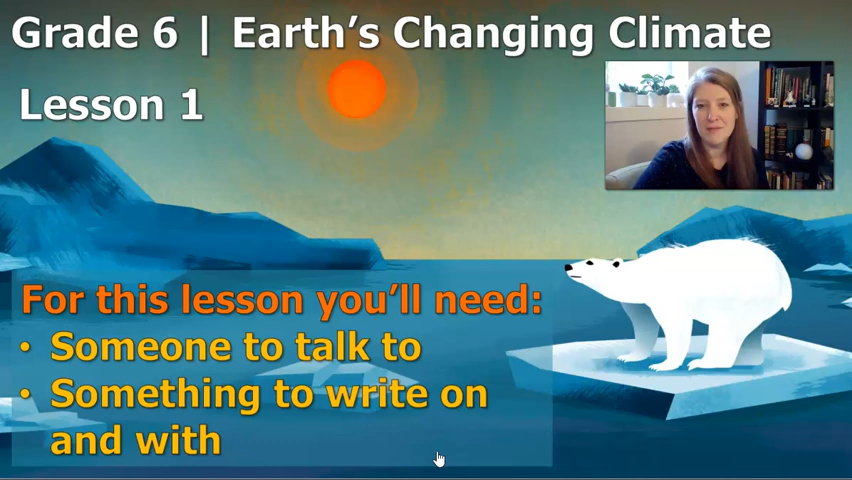 Grade 6 | Earth’s Changing Climate
Lesson 1
For this lesson you’ll need:
• Someone to talk to
• Something to write on
and with